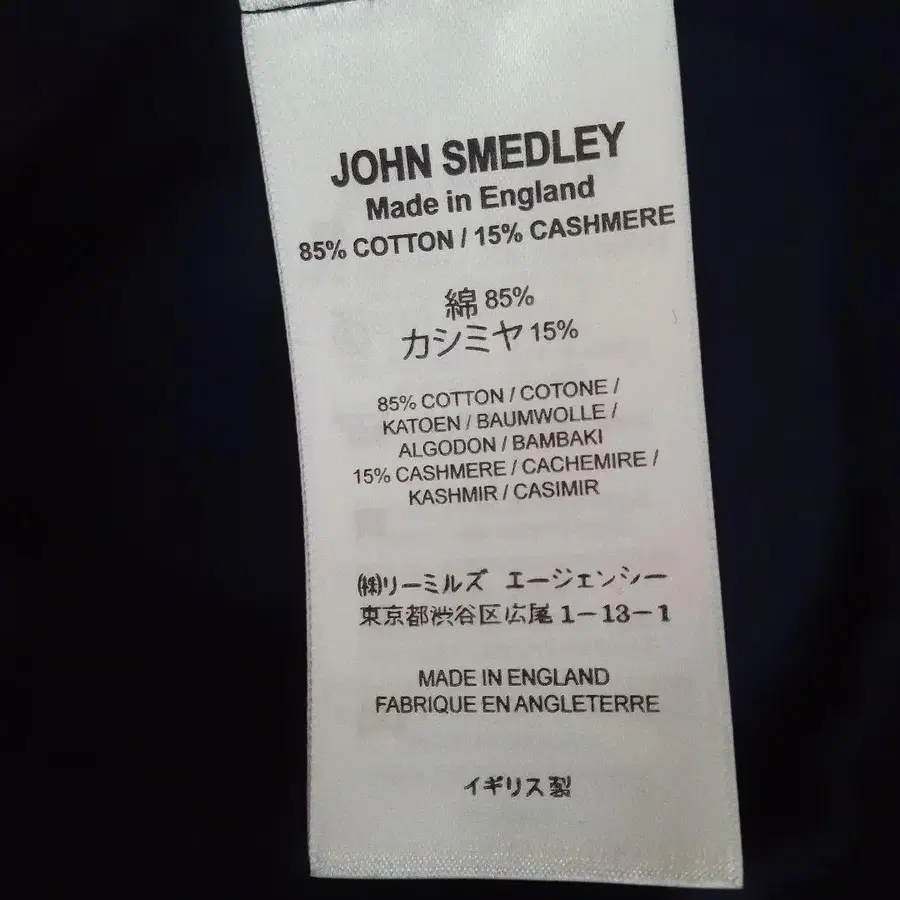 JOHN SMEDLEY
Made in England
85% COTTON / 15% CASHMERE
綿 85%
カシミヤ 15%
85% COTTON / COTONE /
KATOEN / BAUMWOLLE /
ALGODON / BAMBAKI
15% CASHMERE / CACHEMIRE /
KASHMIR / CASIMIR
㈱リーミルズ エージェンシー
東京都渋谷区広尾 1-13-1
MADE IN ENGLAND
FABRIQUE EN ANGLETERRE
イギリス製